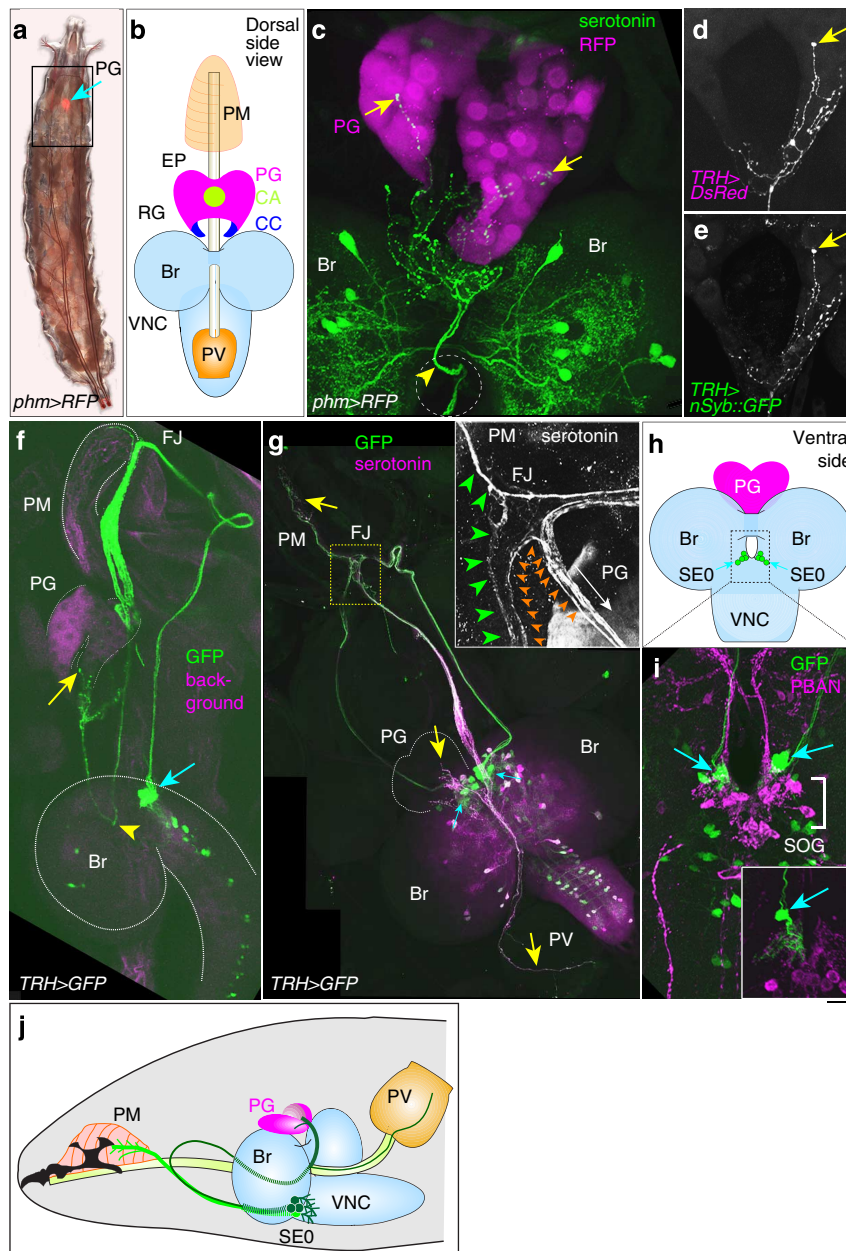 a
PG
phm>RFP
b
Dorsal
side
view
PM
EP
PG
CA
RG
CC
Br
VNC
PV
c
serotonin
RFP
PG
Br
Br
phm>RFP
d
TRH>
DsRed
e
TRH>
nSyb::GFP
f
FJ
PM
PG
GFP
back-
ground
Br
TRH>GFP
g
GFP
serotonin
PM
FJ
PG
Br
Br
PV
TRH>GFP
PM
serotonin
FJ
PG
h
Ventral
side
PG
Br
Br
SE0
SE0
VNC
i
GFP
PBAN
SOG
j
PM
PG
PV
Br
VNC
SE0